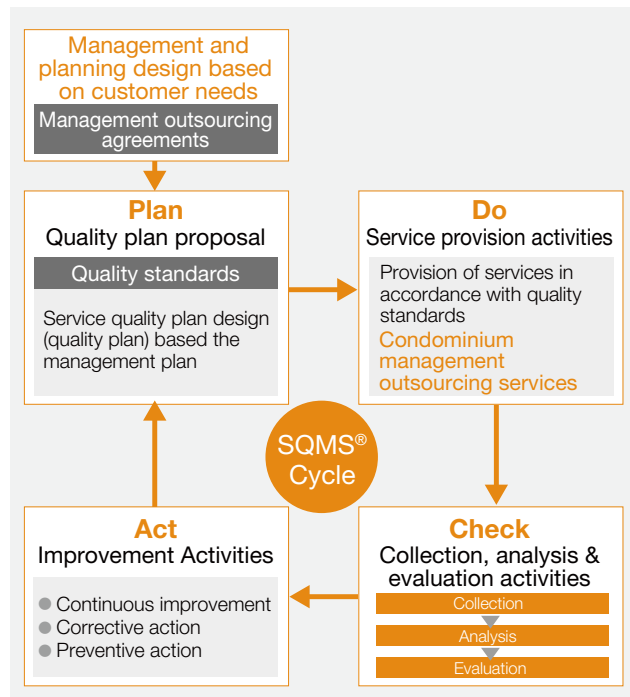 Management and
planning design based
on customer needs
Management outsourcing
agreements
Plan
Quality plan proposal
Quality standards
Service quality plan design
(quality plan) based the
management plan
Do
Service provision activities
Provision of services in
accordance with quality
standards
Condominium
management
outsourcing services
SQMS®
Cycle
Act
Improvement Activities
● Continuous improvement
● Corrective action
● Preventive action
Check
Collection, analysis &
evaluation activities
Collection
Analysis
Evaluation